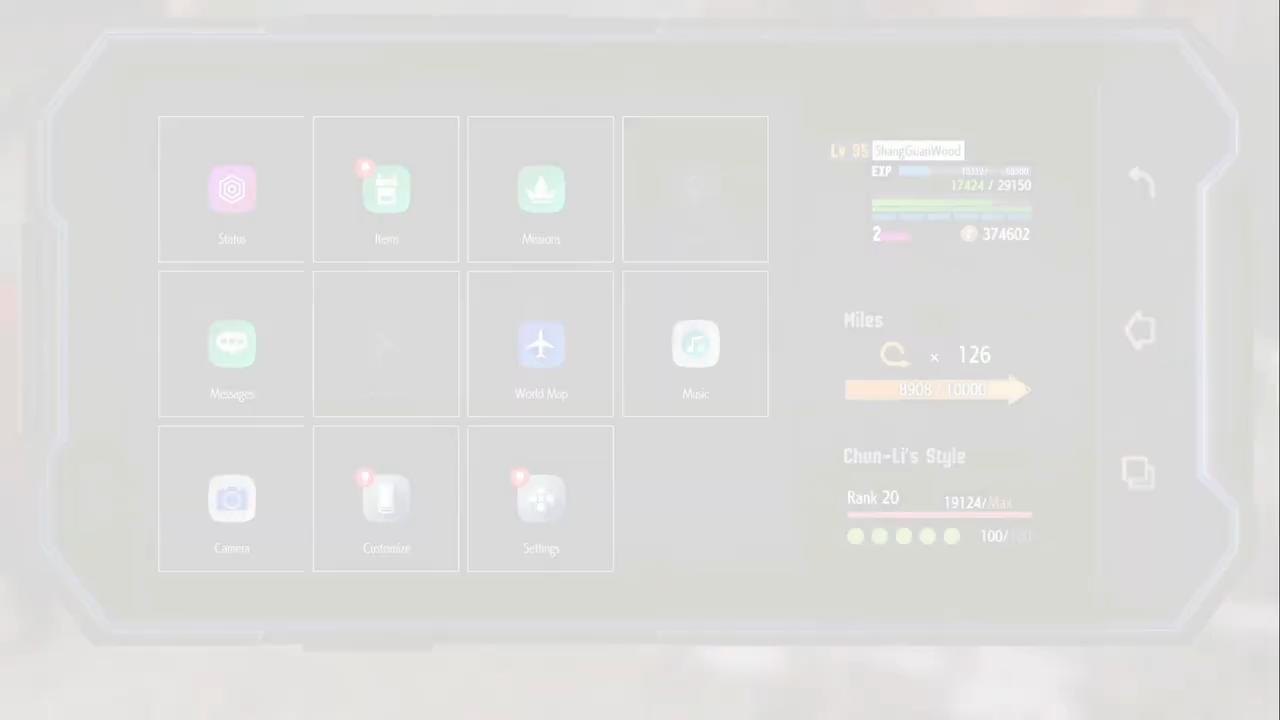 Status
Items
Missions
Messages
World Map
Music
Camera
Customize
Settings
Lv 95 ShangGuanWood
EXP
17424 / 29150
2
374602
Miles
× 126
8908 / 10000
Chun-Li's Style
Rank 20 19124/Max
100/100